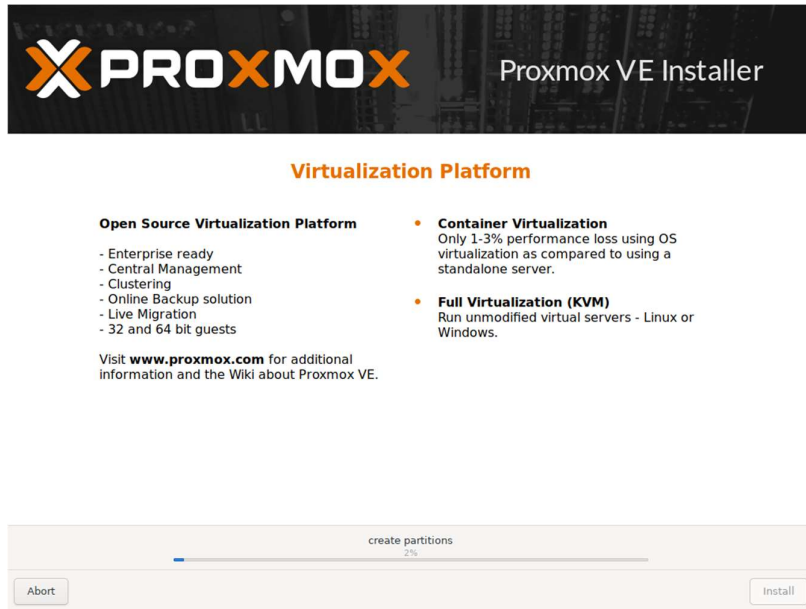 PROXMOX
Proxmox VE Installer
Virtualization Platform
Open Source Virtualization Platform
- Enterprise ready
- Central Management
- Clustering
- Online Backup solution
- Live Migration
- 32 and 64 bit guests
Visit www.proxmox.com for additional
information and the Wiki about Proxmox VE.
• Container Virtualization
Only 1-3% performance loss using OS
virtualization as compared to using a
standalone server.
• Full Virtualization (KVM)
Run unmodified virtual servers - Linux or
Windows.
create partitions
2%
Abort
Install